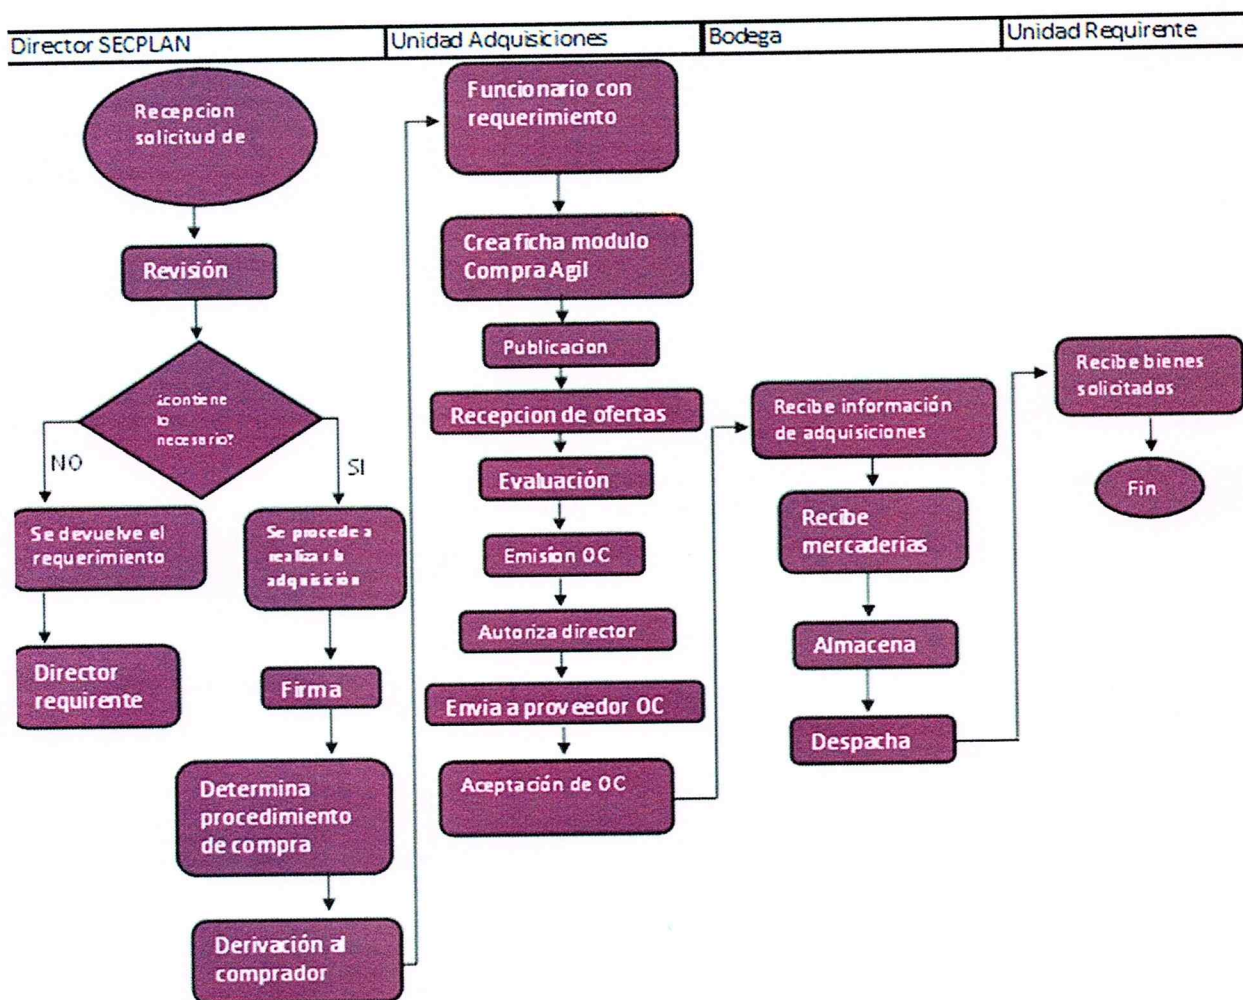 Director SECPLAN
Unidad Adquisiciones
Bodega
Unidad Requirente
Recepcion
solicitud de
Revisión
¿contiene
lo
necesario?
NO
SI
Se devuelve el
requerimiento
Director
requirente
Se procede a
realizar la
adquisición
Firma
Determina
procedimiento
de compra
Derivación al
comprador
Funcionario con
requerimiento
Crea ficha modulo
Compra Agil
Publicacion
Recepcion de ofertas
Evaluación
Emision OC
Autoriza director
Envia a proveedor OC
Aceptación de OC
Recibe información
de adquisiciones
Recibe
mercaderias
Almacena
Despacha
Recibe bienes
solicitados
Fin